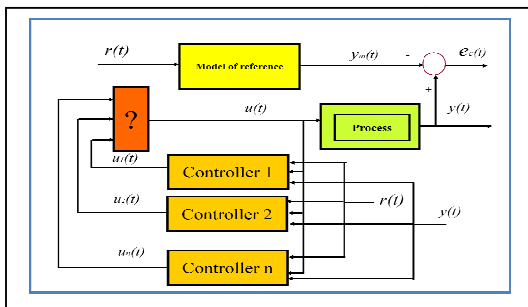 r(t)
Model of reference
ym(t)
-
ec(t)
+
?
u(t)
Process
y(t)
u1(t)
Controller 1
u2(t)
Controller 2
r(t)
y(t)
un(t)
Controller n